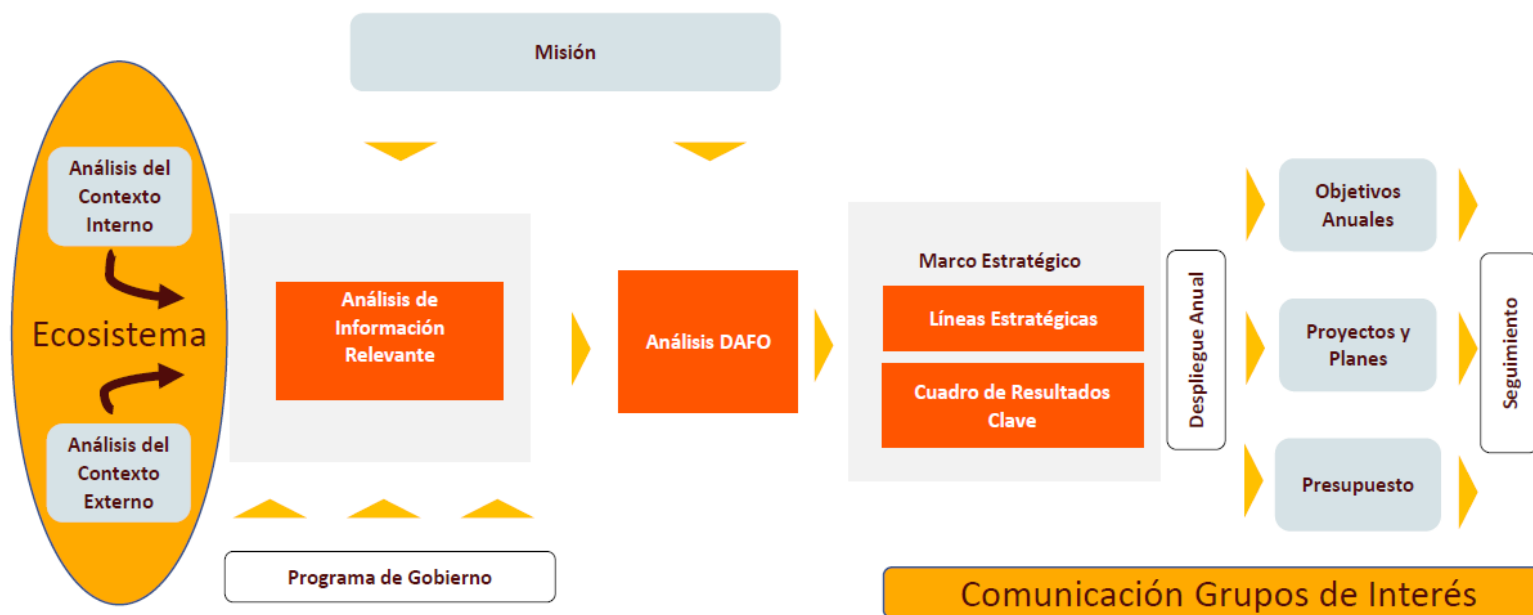 Misión
Análisis del
Contexto
Interno
Ecosistema
Análisis del
Contexto
Externo
Análisis de
Información
Relevante
Programa de Gobierno
Análisis DAFO
Marco Estratégico
Líneas Estratégicas
Cuadro de Resultados
Clave
Despliegue Anual
Objetivos
Anuales
Proyectos y
Planes
Presupuesto
Seguimiento
Comunicación Grupos de Interés